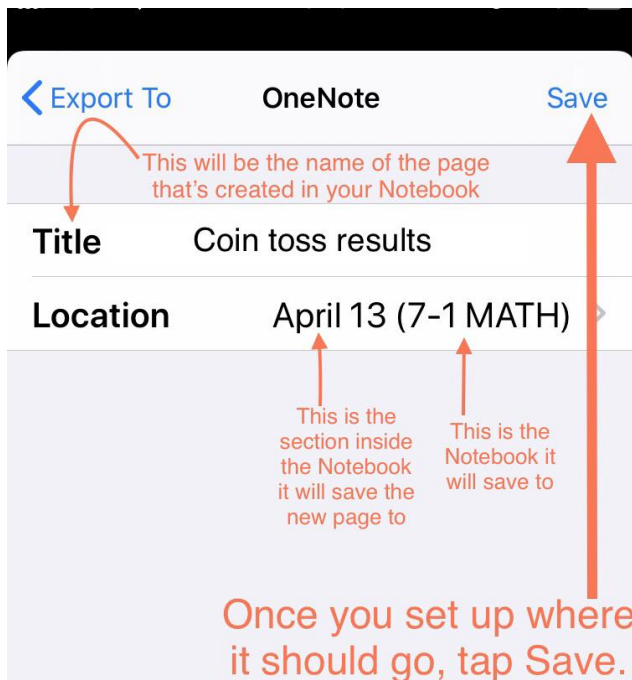 Export To OneNote Save
This will be the name of the page
that's created in your Notebook
Title Coin toss results
Location April 13 (7-1 MATH)
This is the
section inside
the Notebook
it will save the
new page to
This is the
Notebook it
will save to
Once you set up where
it should go, tap Save.